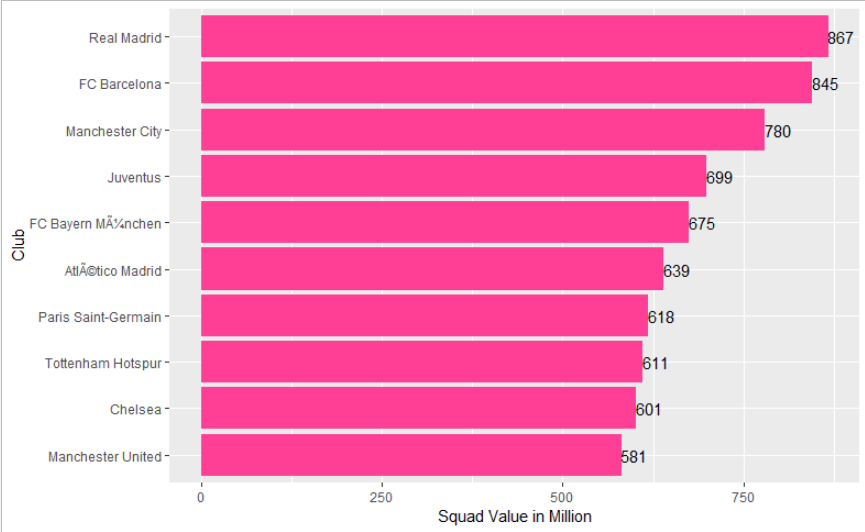 Real Madrid 867
FC Barcelona 845
Manchester City 780
Juventus 699
FC Bayern MÃ¼nchen 675
AtlÃ©tico Madrid 639
Paris Saint-Germain 618
Tottenham Hotspur 611
Chelsea 601
Manchester United 581
Club
0 250 500 750
Squad Value in Million